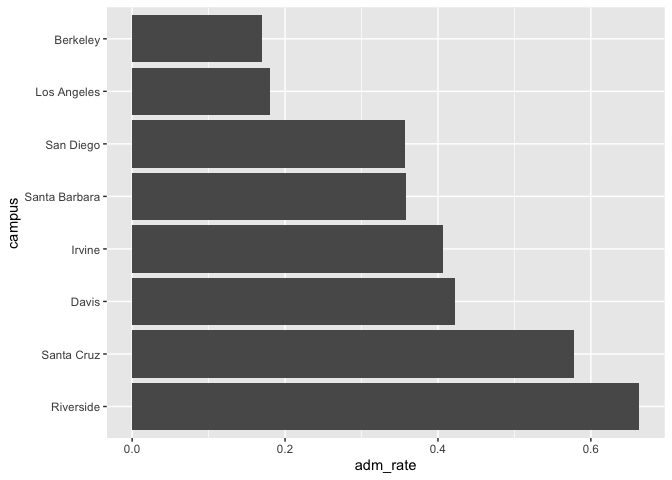 Berkeley
Los Angeles
San Diego
Santa Barbara
Irvine
Davis
Santa Cruz
Riverside
campus
0.0 0.2 0.4 0.6
adm_rate